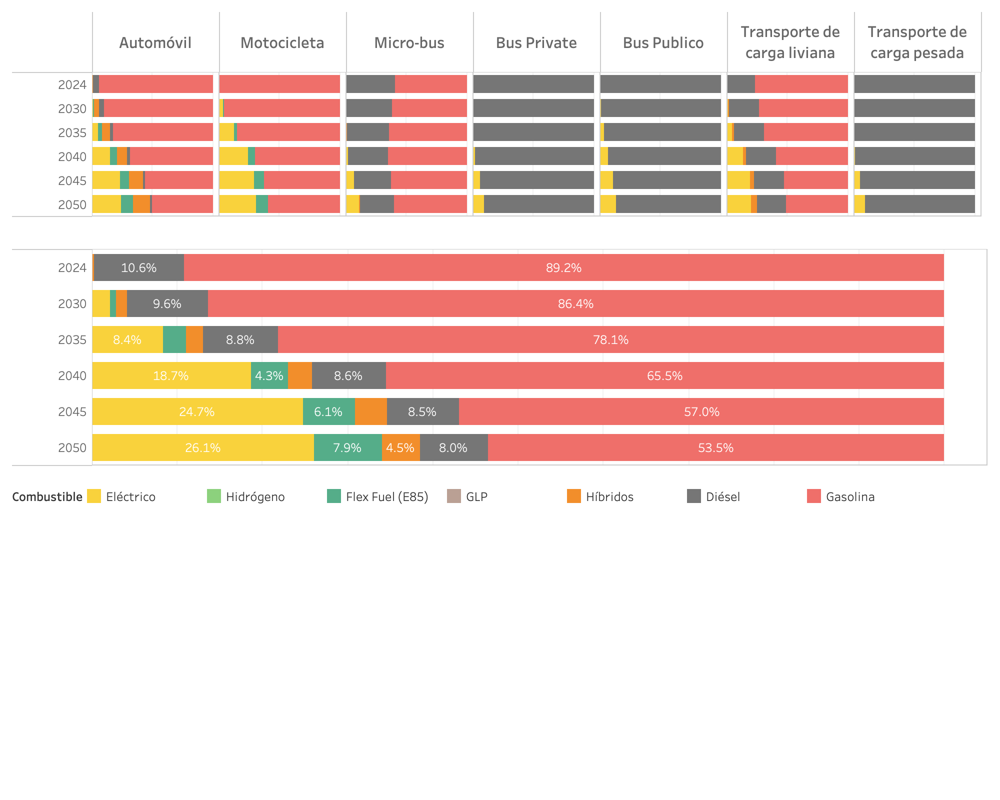 Automóvil
Motocicleta
Micro-bus
Bus Private
Bus Publico
Transporte de
carga liviana
Transporte de
carga pesada
2024
2030
2035
2040
2045
2050
2024 10.6% 89.2%
2030 9.6% 86.4%
2035 8.4% 8.8% 78.1%
2040 18.7% 4.3% 8.6% 65.5%
2045 24.7% 6.1% 8.5% 57.0%
2050 26.1% 7.9% 4.5% 8.0% 53.5%
Combustible Eléctrico Hidrógeno Flex Fuel (E85) GLP Híbridos Diésel Gasolina